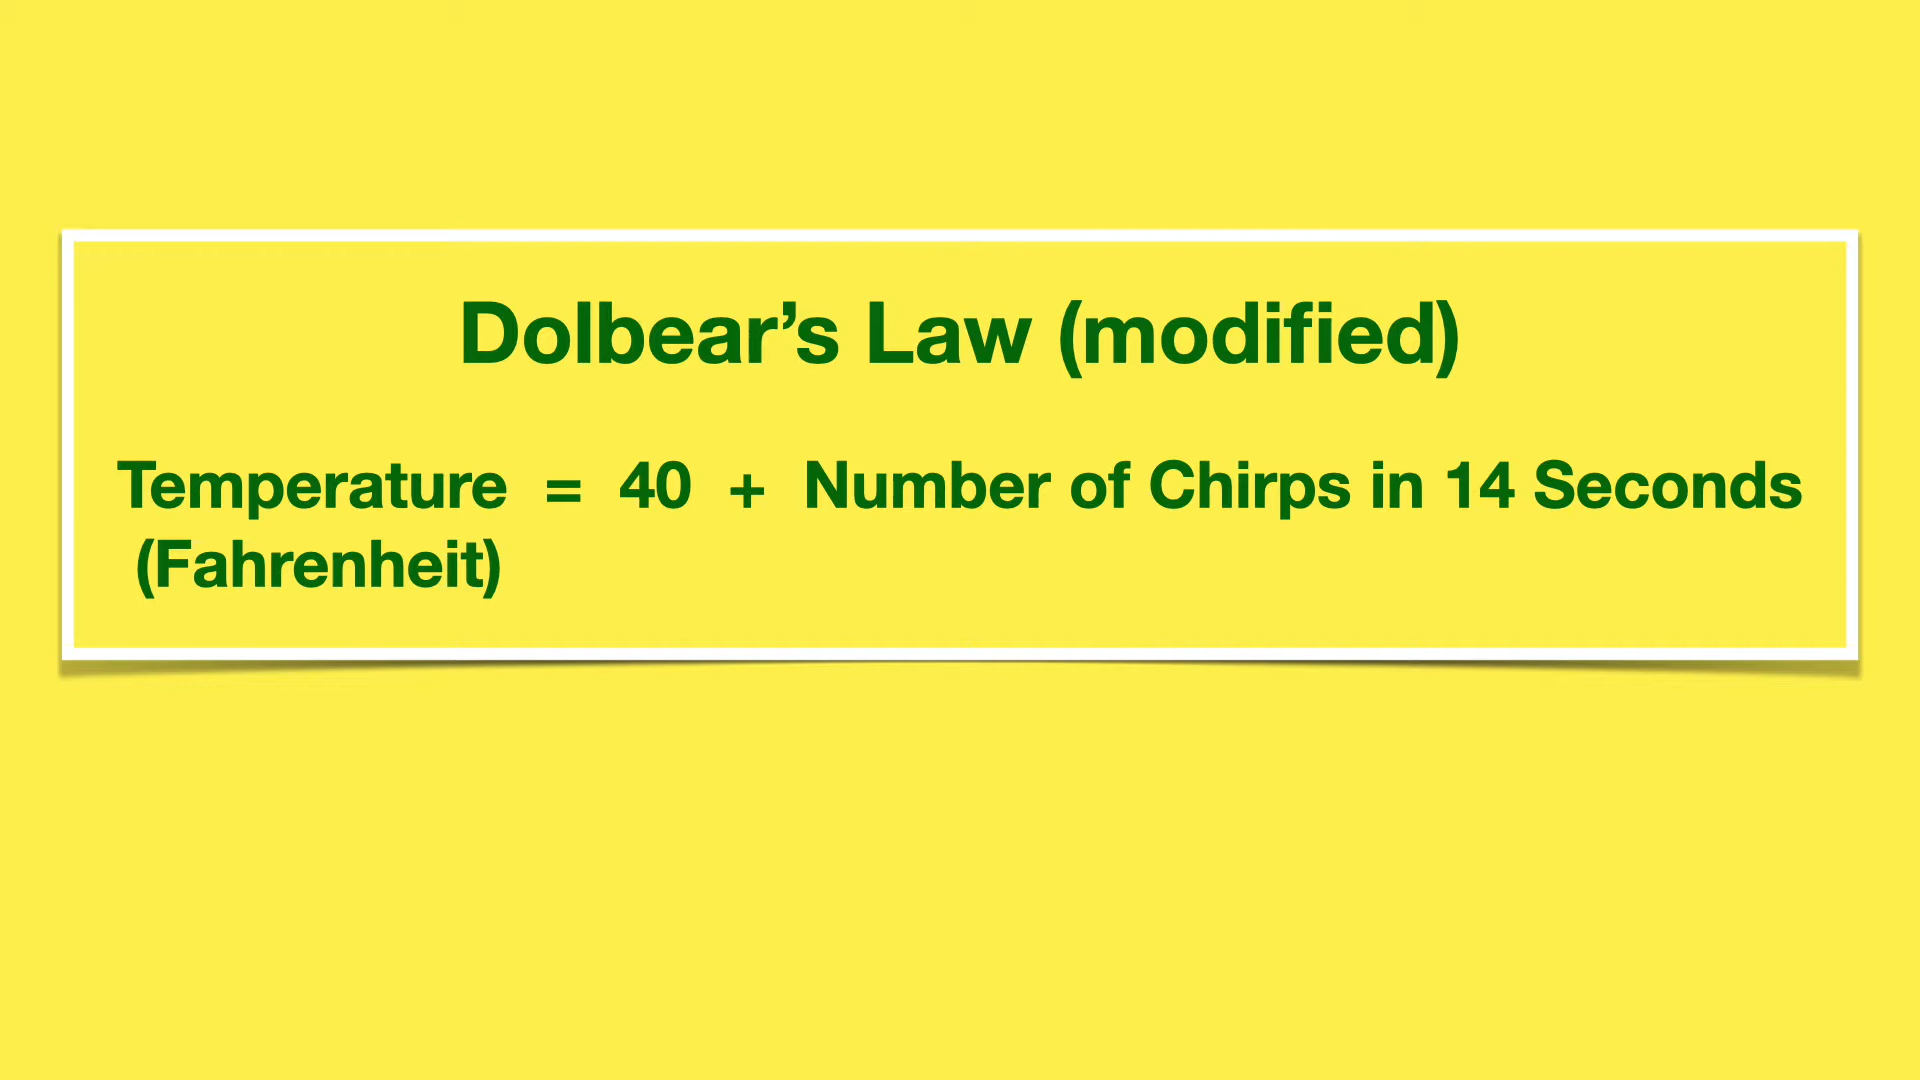 Dolbear’s Law (modified)
Temperature = 40 + Number of Chirps in 14 Seconds
(Fahrenheit)